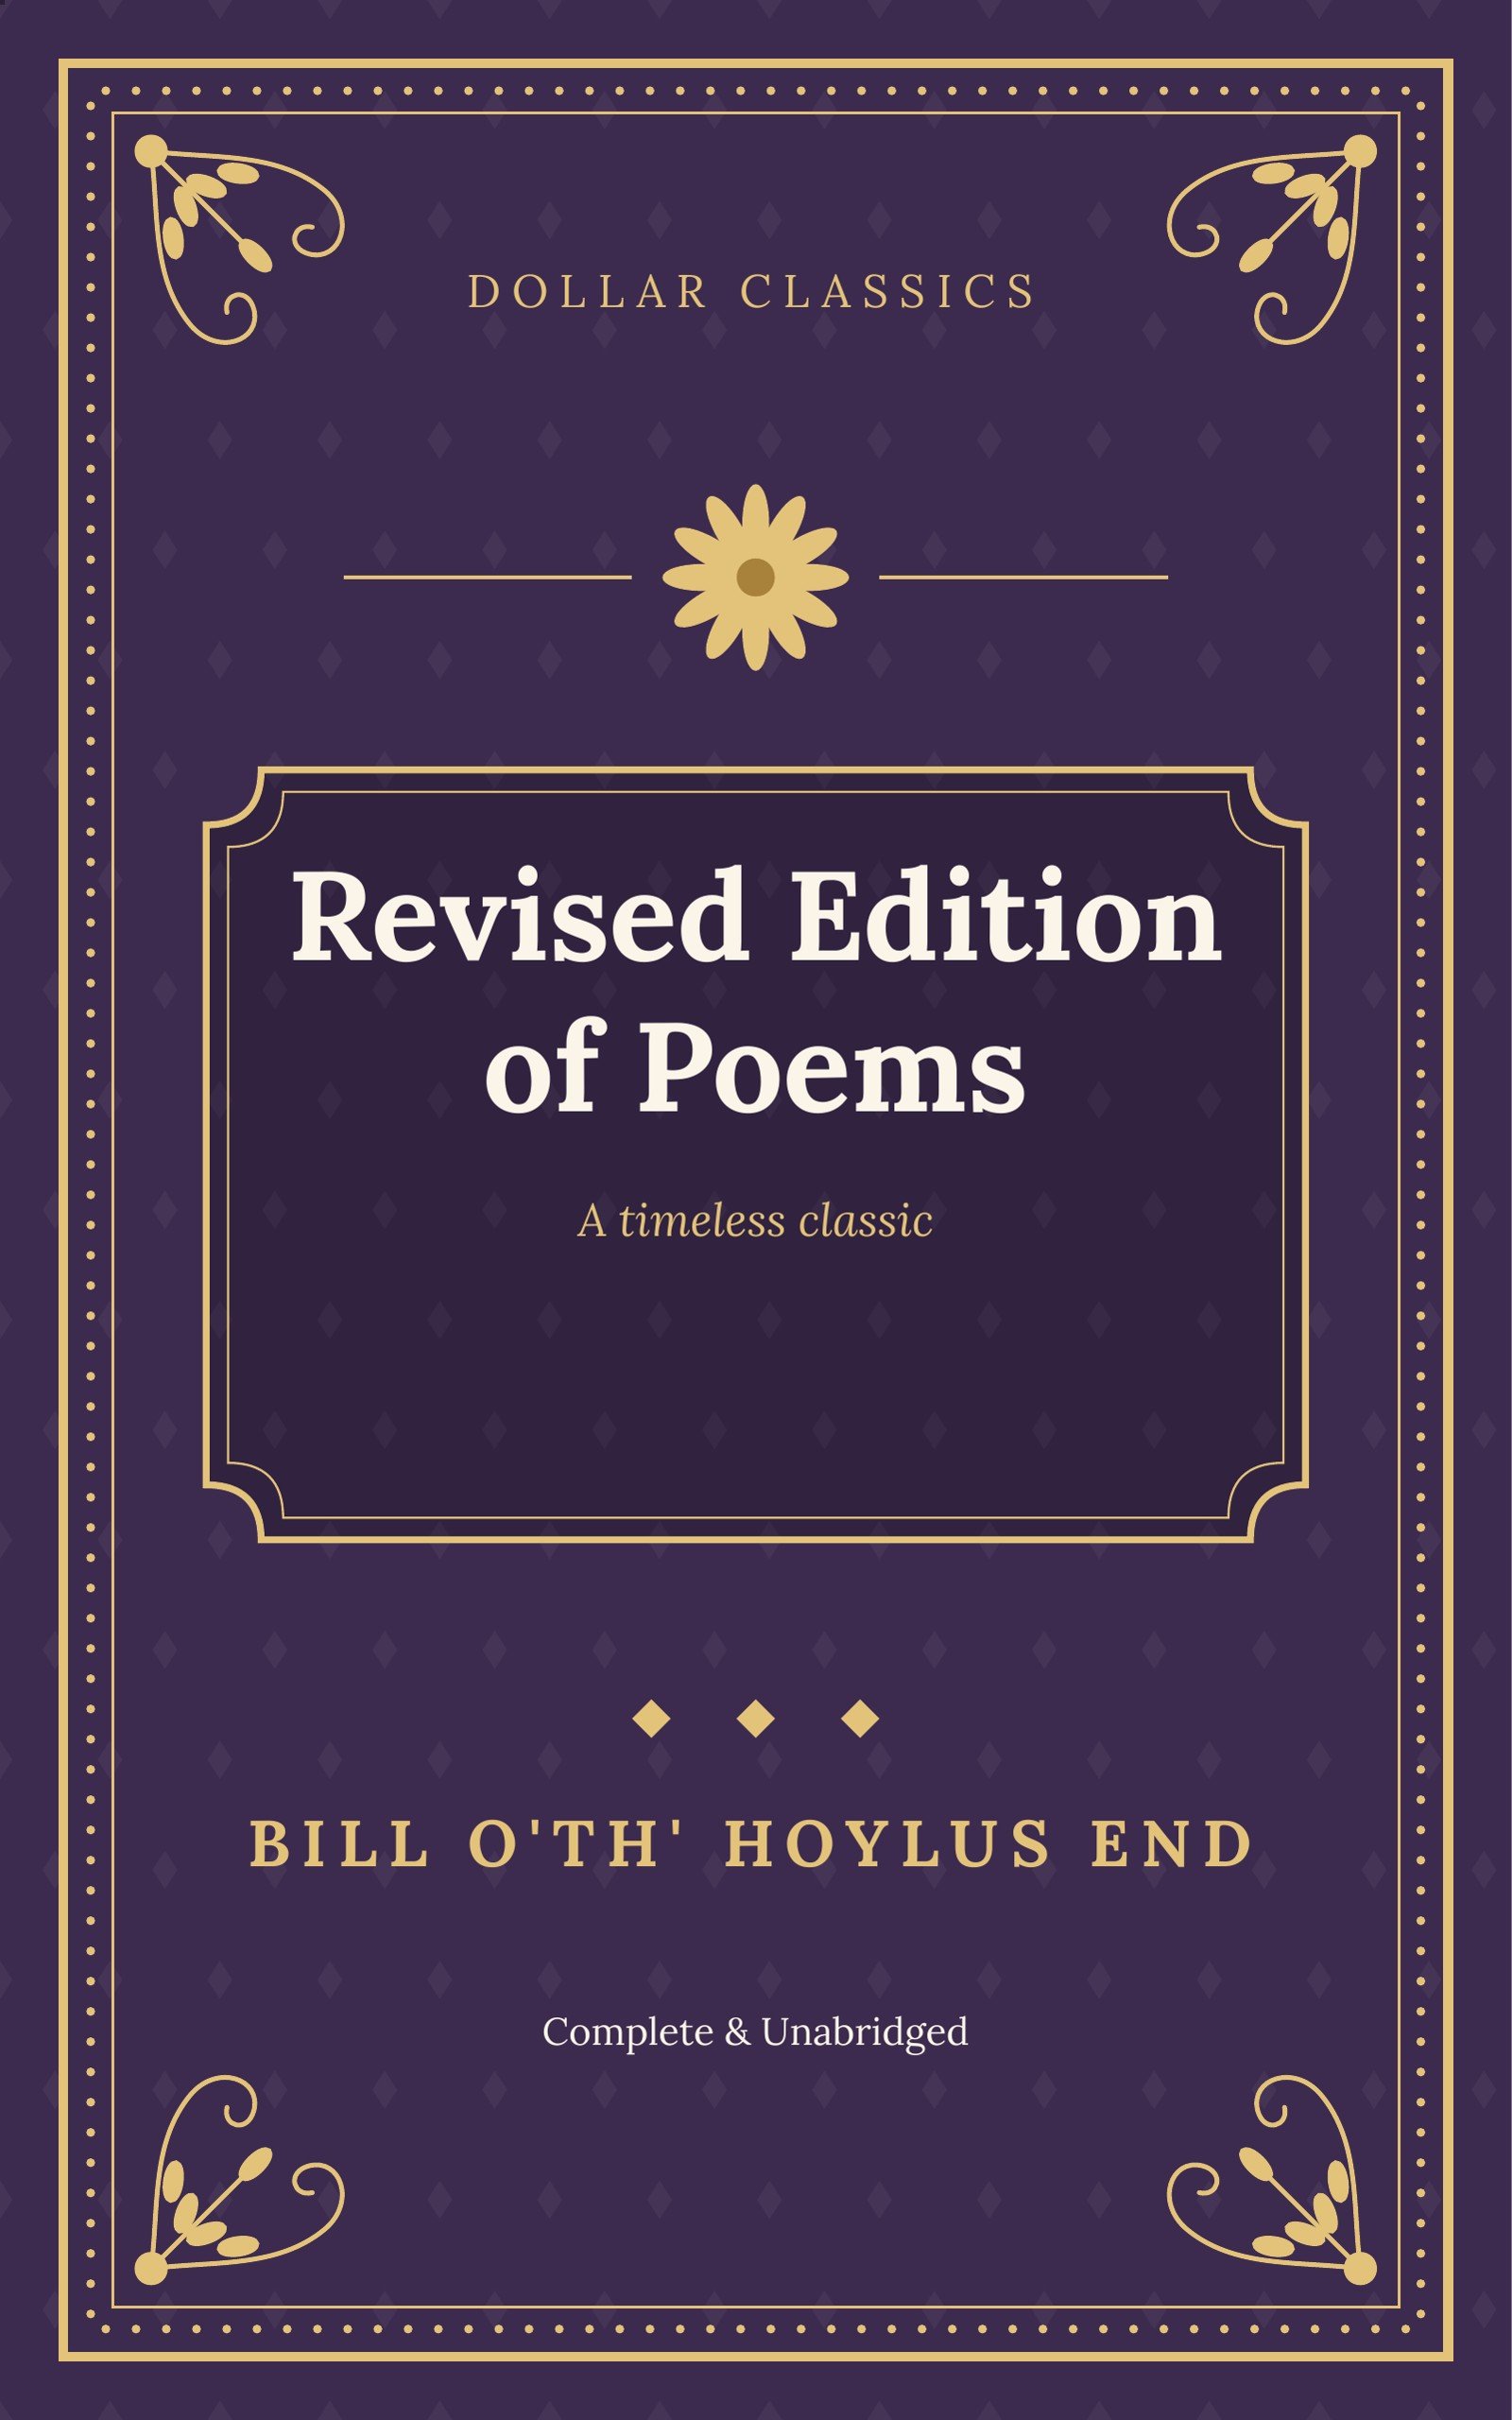 DOLLAR CLASSICS
Revised Edition
of Poems
A timeless classic
BILL O'TH' HOYLUS END
Complete & Unabridged